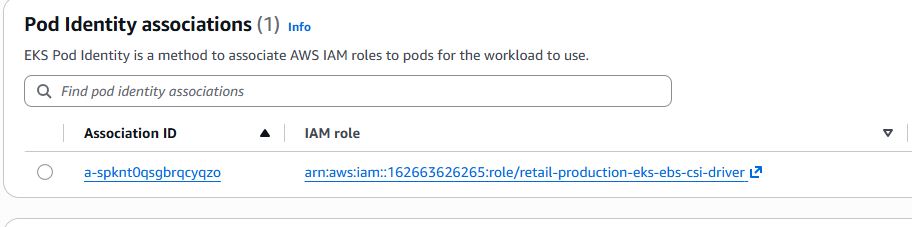 Pod Identity associations (1) Info
EKS Pod Identity is a method to associate AWS IAM roles to pods for the workload to use.
Find pod identity associations
Association ID IAM role
a-spknt0qsgbrqcyqzo arn:aws:iam::162663626265:role/retail-production-eks-ebs-csi-driver